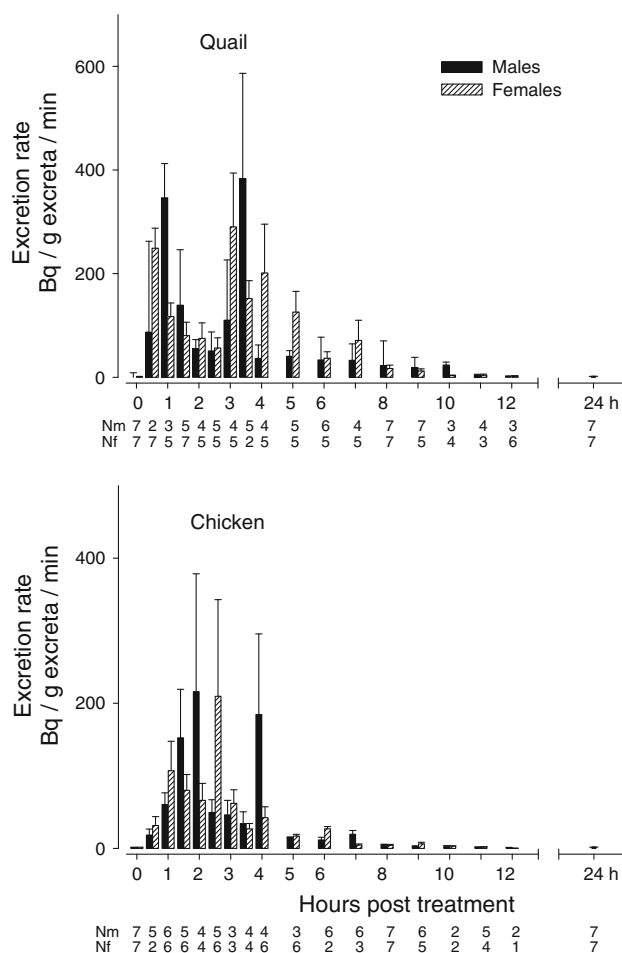 Quail
Males
Females
Excretion rate
Bq / g excreta / min
600
400
200
0
0 1 2 3 4 5 6 8 10 12 24 h
Nm 7 2 3 5 4 5 4 5 4 5 6 4 7 7 3 4 3 7
Nf 7 7 5 7 5 5 5 2 5 5 5 5 7 5 4 3 6 7
Chicken
Excretion rate
Bq / g excreta / min
400
200
0
0 1 2 3 4 5 6 8 10 12 24 h
Hours post treatment
Nm 7 5 6 5 4 5 3 6 4 3 6 6 7 6 2 5 2 7
Nf 7 2 6 6 4 6 3 4 6 6 2 3 7 5 2 4 1 7